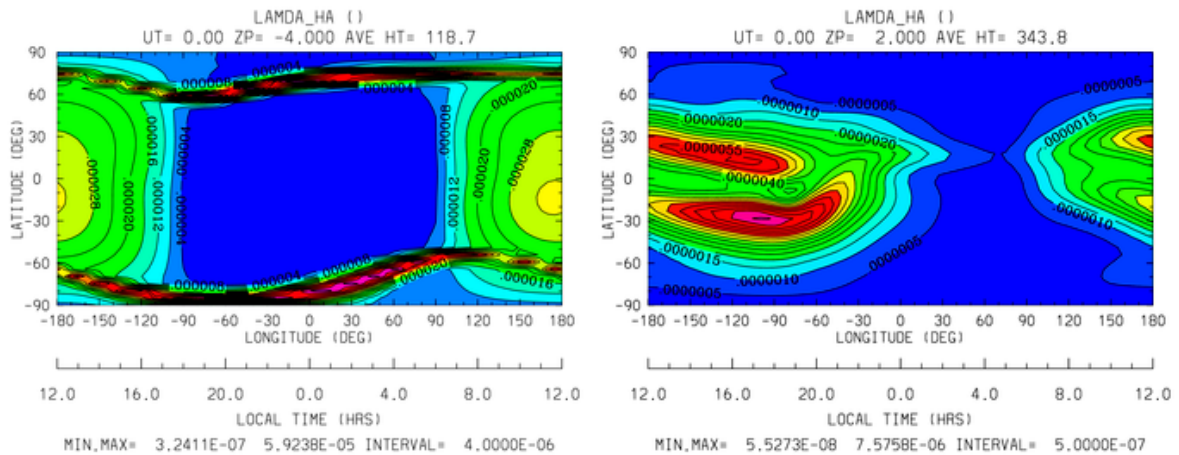 LAMDA_HA ()
UT= 0.00 ZP= -4.000 AVE HT= 118.7
90
60
30
0
-30
-60
-90
LATITUDE (DEG)
.000008
.000004
.000004
.000008
.000020
.000016
.000004
.000028
.000020
.000012
.000004
.000012
.000020
.000028
.000008
.000004
.000008
.000020
.000016
-180 -150 -120 -90 -60 -30 0 30 60 90 120 150 180
LONGITUDE (DEG)
12.0 16.0 20.0 0.0 4.0 8.0 12.0
LOCAL TIME (HRS)
MIN,MAX= 3.2411E-07 5.9238E-05 INTERVAL= 4.0000E-06
LAMDA_HA ()
UT= 0.00 ZP= 2.000 AVE HT= 343.8
90
60
30
0
-30
-60
-90
LATITUDE (DEG)
.0000010
.0000005
.0000005
.0000020
.0000020
.0000015
.0000055
.0000040
.0000010
.0000005
.0000015
.0000010
.0000005
-180 -150 -120 -90 -60 -30 0 30 60 90 120 150 180
LONGITUDE (DEG)
12.0 16.0 20.0 0.0 4.0 8.0 12.0
LOCAL TIME (HRS)
MIN,MAX= 5.5273E-08 7.5758E-06 INTERVAL= 5.0000E-07